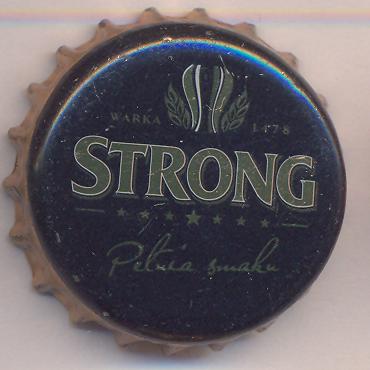 WARKA 1478
STRONG
Pełnia smaku